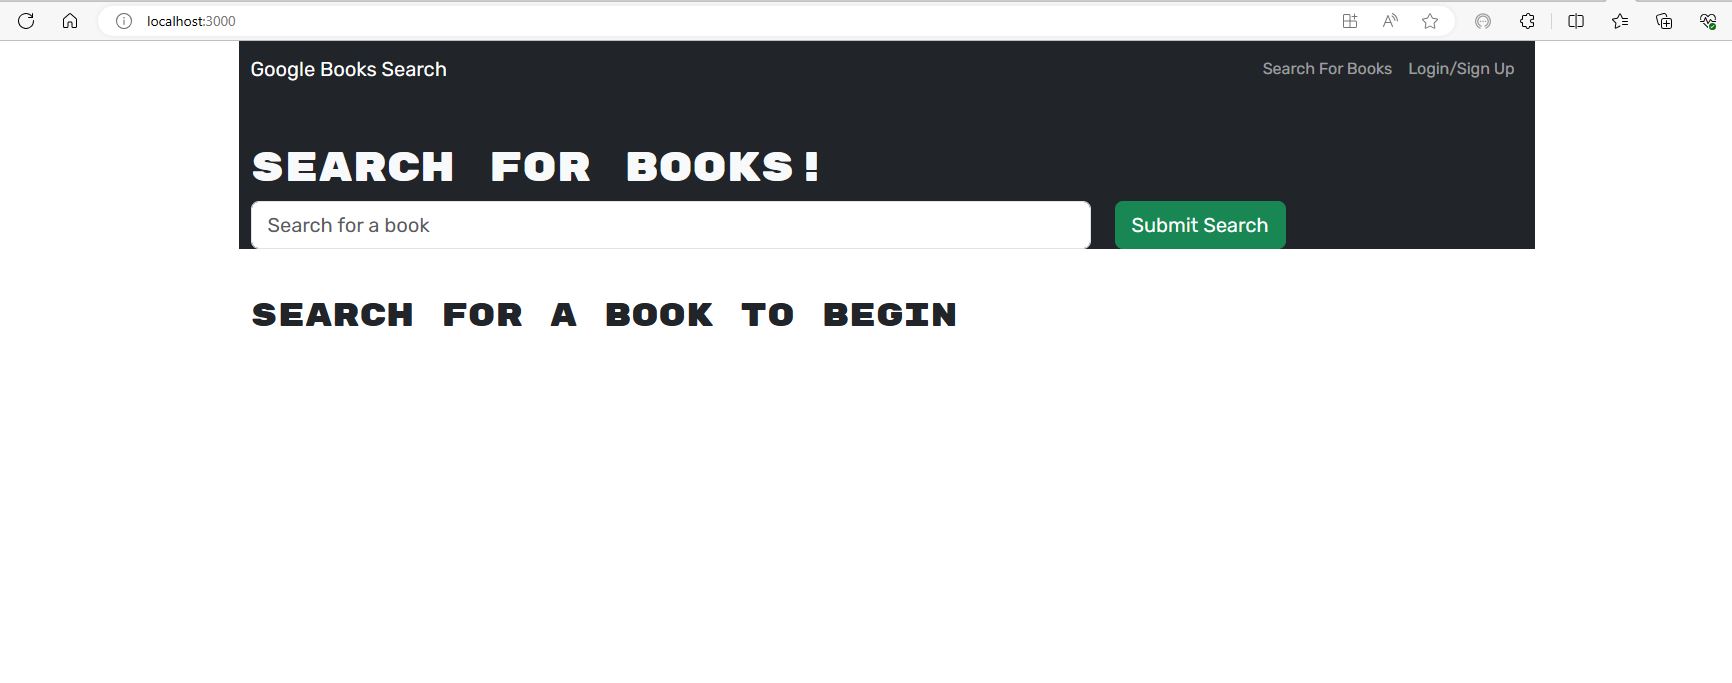 localhost:3000
Google Books Search Search For Books Login/Sign Up
SEARCH FOR BOOKS!
Search for a book Submit Search
SEARCH FOR A BOOK TO BEGIN